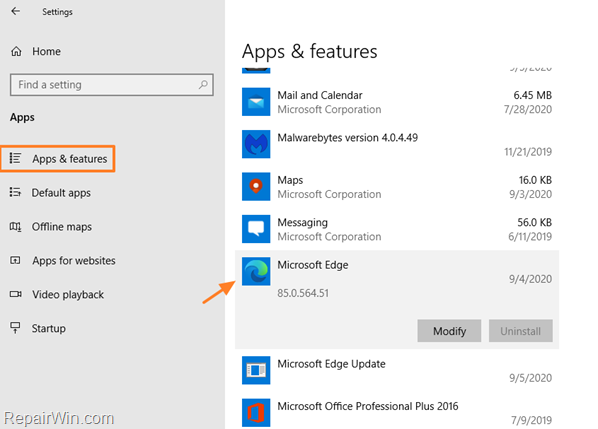 Settings
Home
Find a setting
Apps
Apps & features
Default apps
Offline maps
Apps for websites
Video playback
Startup
Apps & features
9/3/2020
Mail and Calendar 6.45 MB
Microsoft Corporation 7/28/2020
Malwarebytes version 4.0.4.49
11/21/2019
Maps 16.0 KB
Microsoft Corporation 9/3/2020
Messaging 56.0 KB
Microsoft Corporation 6/11/2019
Microsoft Edge
9/4/2020
85.0.564.51
Modify Uninstall
Microsoft Edge Update
9/5/2020
Microsoft Office Professional Plus 2016
7/9/2019
RepairWin.com